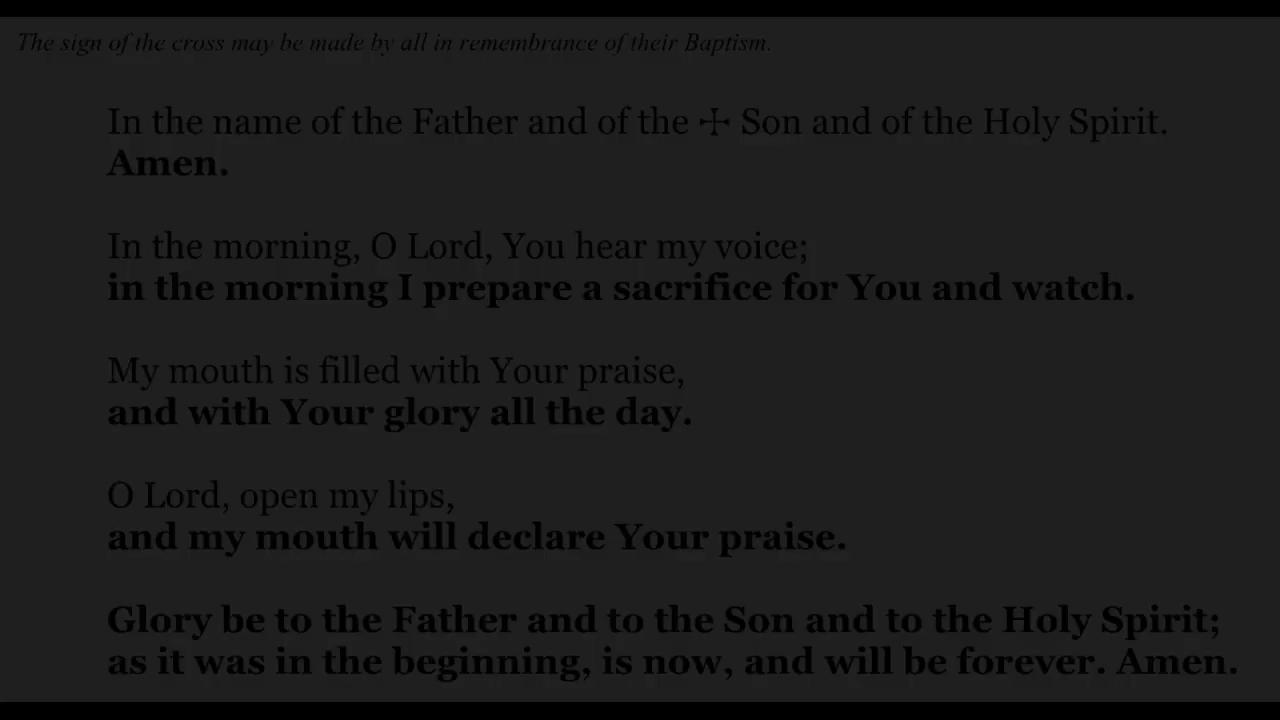 The sign of the cross may be made by all in remembrance of their Baptism.
In the name of the Father and of the ☩ Son and of the Holy Spirit.
Amen.
In the morning, O Lord, You hear my voice;
in the morning I prepare a sacrifice for You and watch.
My mouth is filled with Your praise,
and with Your glory all the day.
O Lord, open my lips,
and my mouth will declare Your praise.
Glory be to the Father and to the Son and to the Holy Spirit;
as it was in the beginning, is now, and will be forever. Amen.